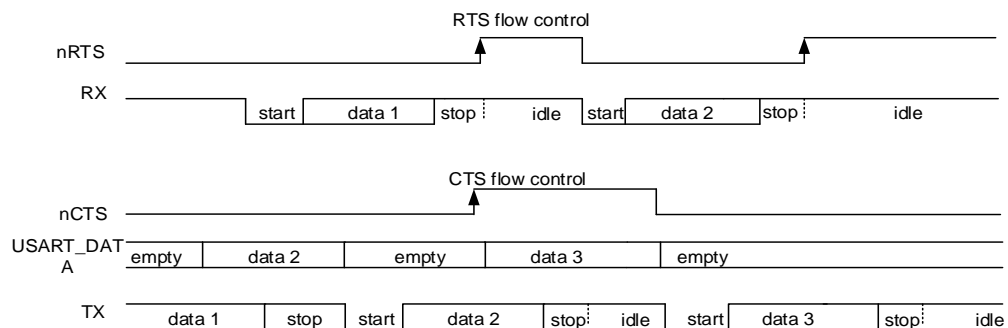 RTS flow control
nRTS
RX
start data 1 stop idle start data 2 stop idle
CTS flow control
nCTS
USART_DAT
A
empty data 2 empty data 3 empty
TX
data 1 stop start data 2 stop idle start data 3 stop idle